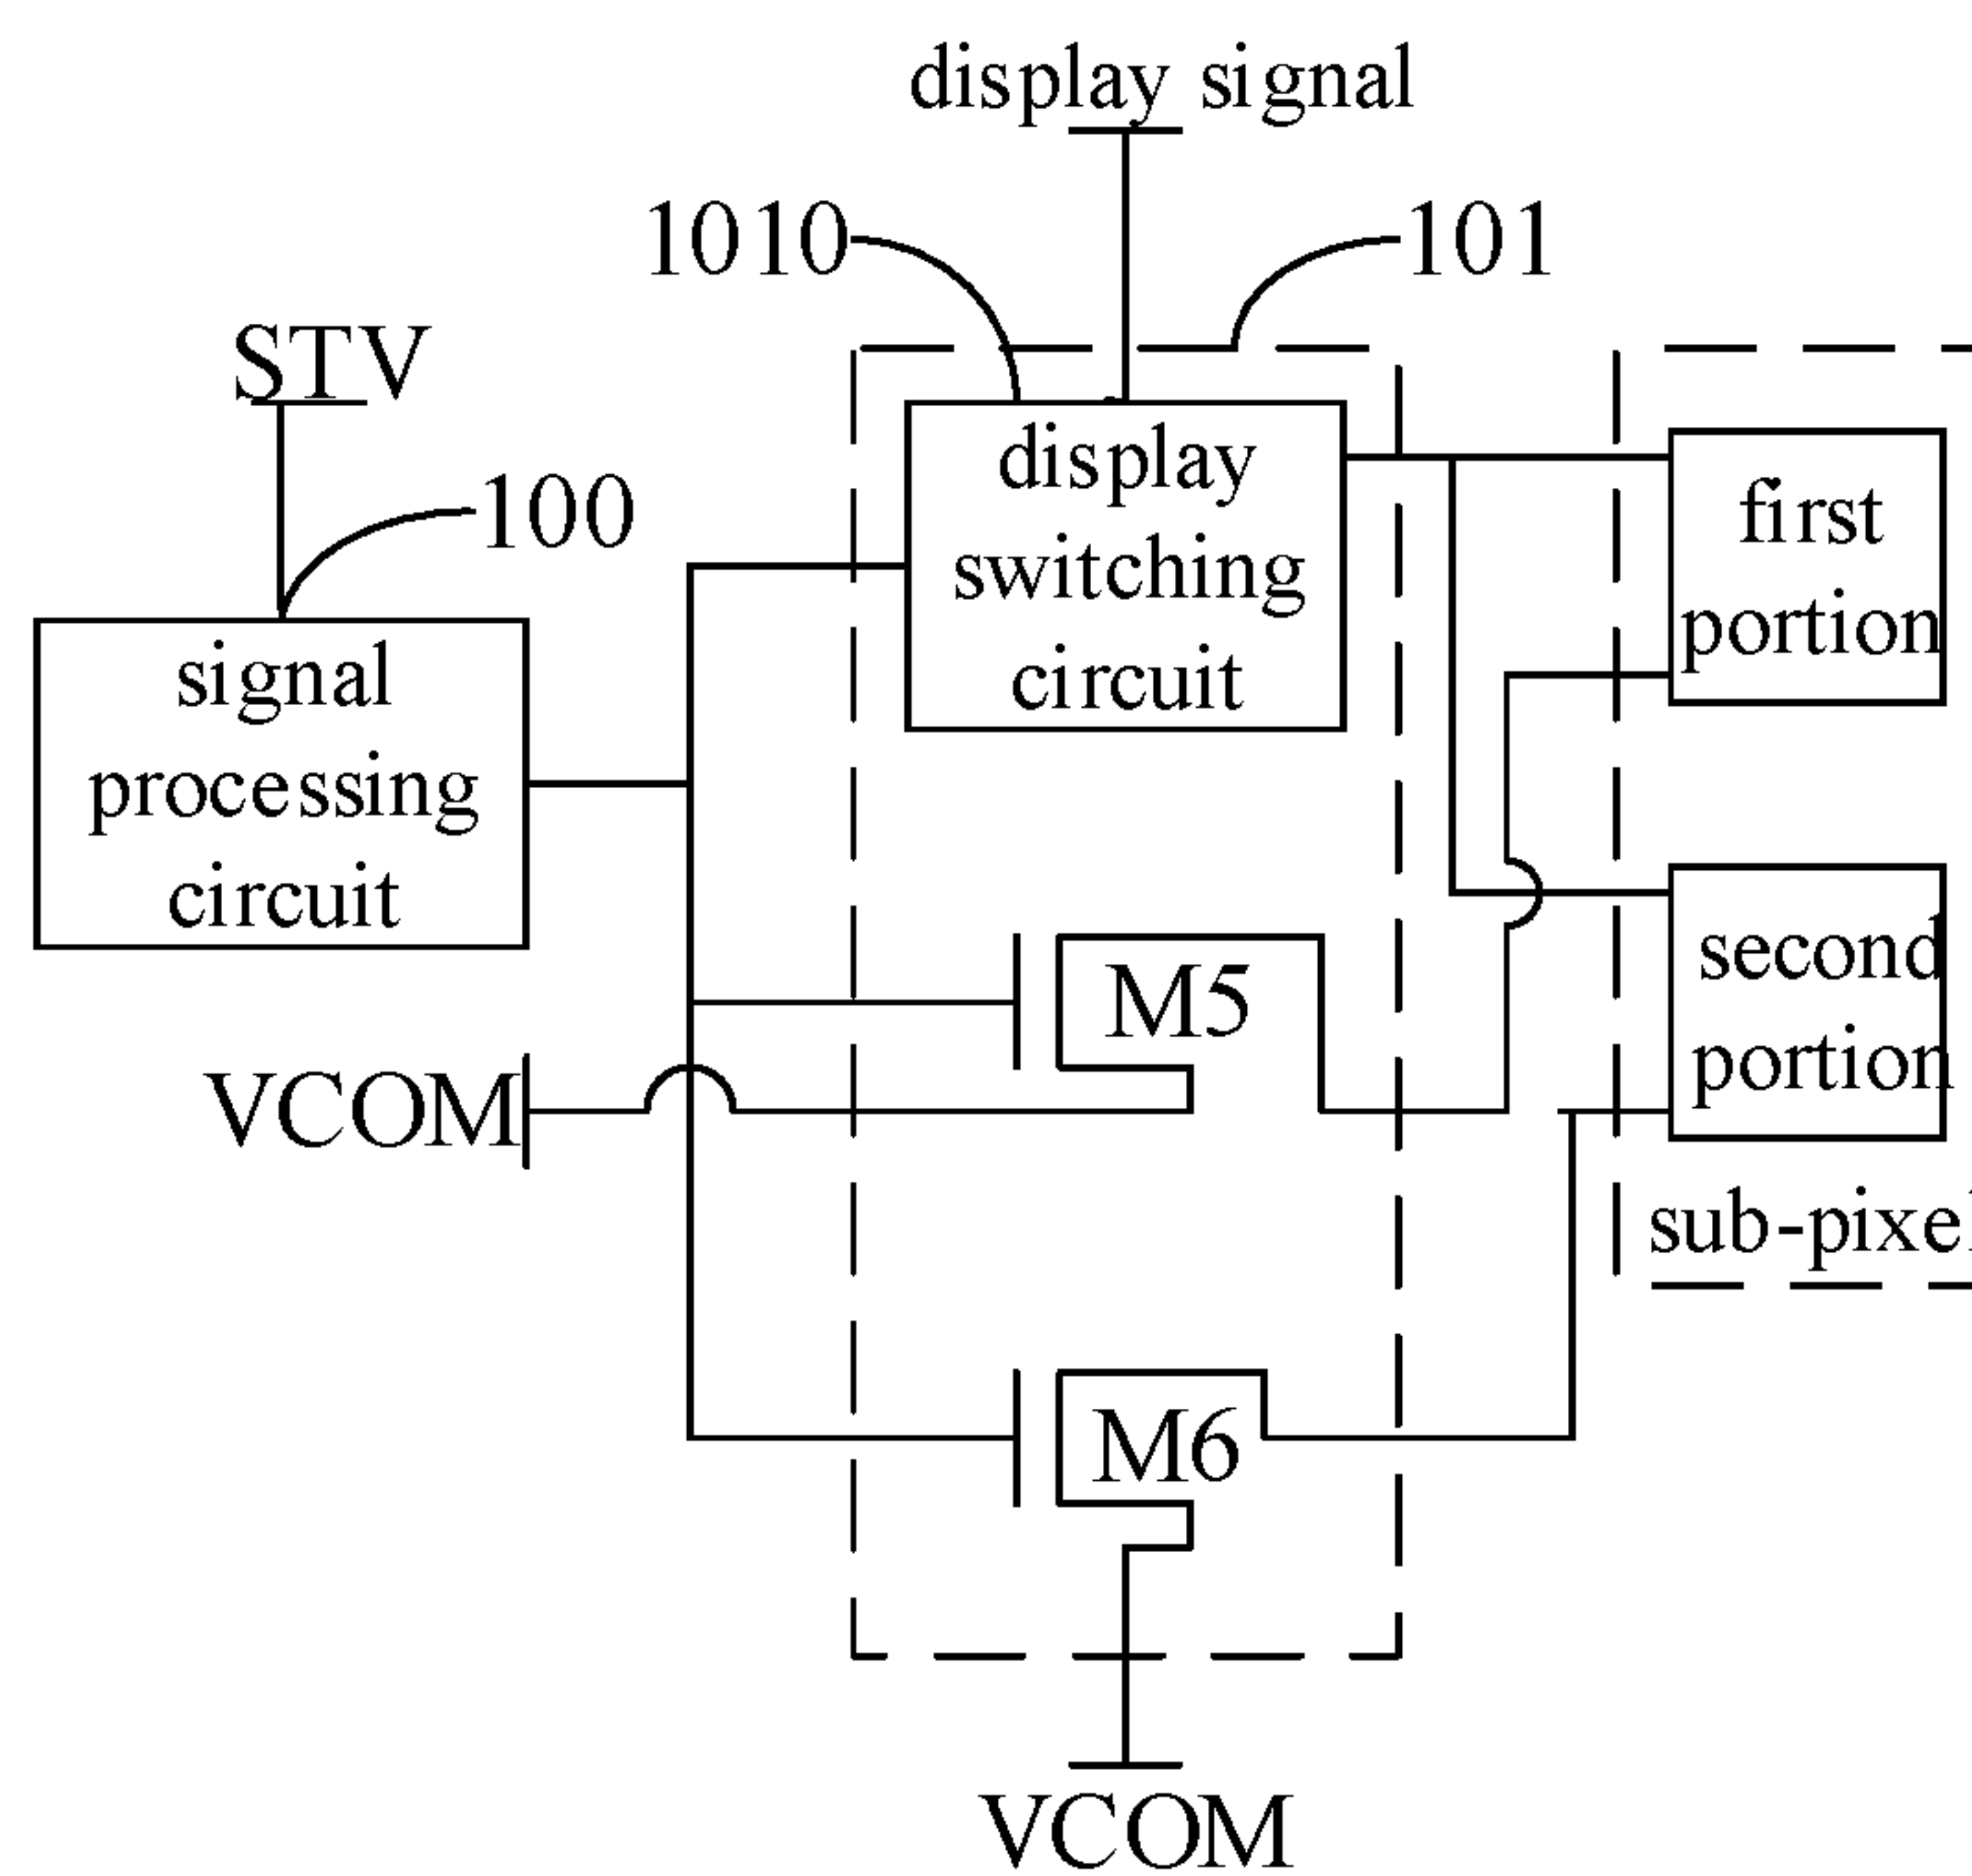 display signal
1010
101
STV
100
display
switching
circuit
first
portion
signal
processing
circuit
second
portion
M5
VCOM
sub-pixel
M6
VCOM